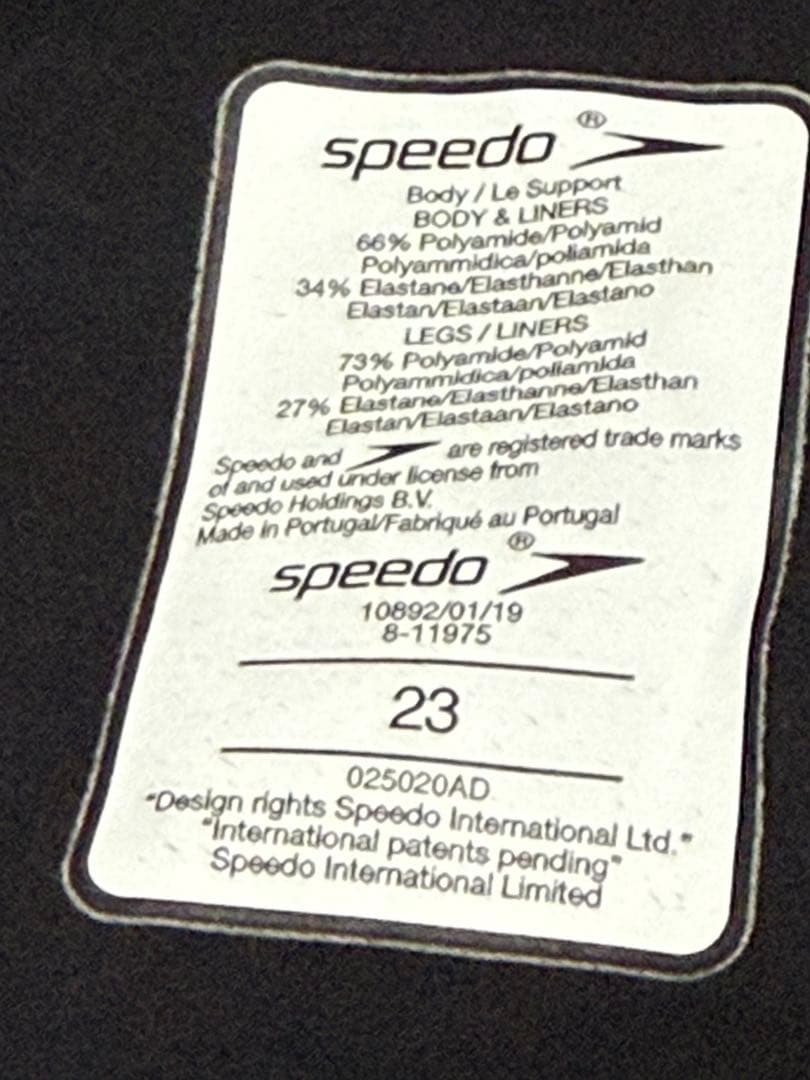 speedo®
Body / Le Support
BODY & LINERS
66% Polyamide/Polyamid
Polyammidica/poliamida
34% Elastane/Elasthanne/Elasthan
Elastan/Elastaan/Elastano
LEGS / LINERS
73% Polyamide/Polyamid
Polyammidica/poliamida
27% Elastane/Elasthanne/Elasthan
Elastan/Elastaan/Elastano
Speedo and are registered trade marks
of and used under license from
Speedo Holdings B.V.
Made in Portugal/Fabriqué au Portugal
speedo®
10892/01/19
8-11975
23
025020AD
"Design rights Speedo International Ltd."
"International patents pending"
Speedo International Limited